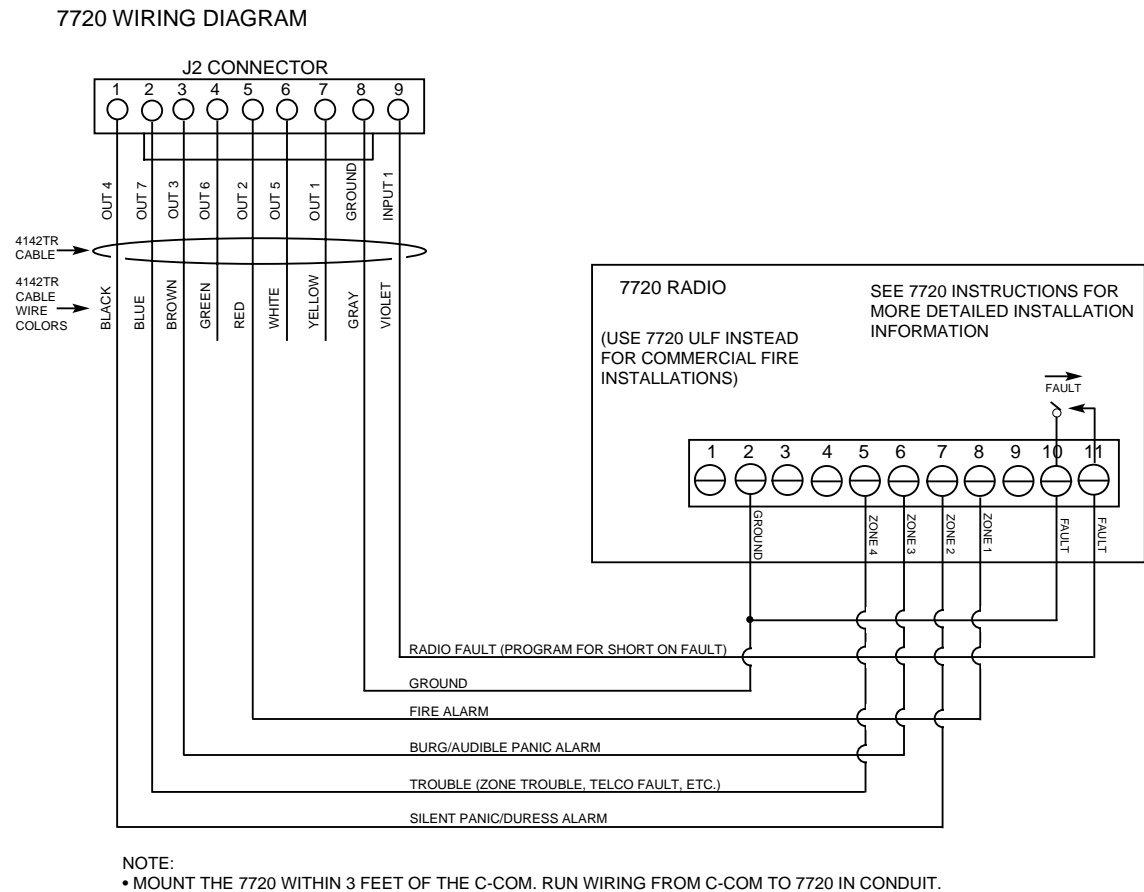 7720 WIRING DIAGRAM
J2 CONNECTOR
1 2 3 4 5 6 7 8 9
OUT 4
OUT 7
OUT 3
OUT 6
OUT 2
OUT 5
OUT 1
GROUND
INPUT 1
4142TR
CABLE
4142TR
CABLE
WIRE
COLORS
BLACK
BLUE
BROWN
GREEN
RED
WHITE
YELLOW
GRAY
VIOLET
7720 RADIO
(USE 7720 ULF INSTEAD
FOR COMMERCIAL FIRE
INSTALLATIONS)
SEE 7720 INSTRUCTIONS FOR
MORE DETAILED INSTALLATION
INFORMATION
FAULT
1 2 3 4 5 6 7 8 9 10 11
GROUND
ZONE 4
ZONE 3
ZONE 2
ZONE 1
FAULT
FAULT
RADIO FAULT (PROGRAM FOR SHORT ON FAULT)
GROUND
FIRE ALARM
BURG/AUDIBLE PANIC ALARM
TROUBLE (ZONE TROUBLE, TELCO FAULT, ETC.)
SILENT PANIC/DURESS ALARM
NOTE:
• MOUNT THE 7720 WITHIN 3 FEET OF THE C-COM. RUN WIRING FROM C-COM TO 7720 IN CONDUIT.